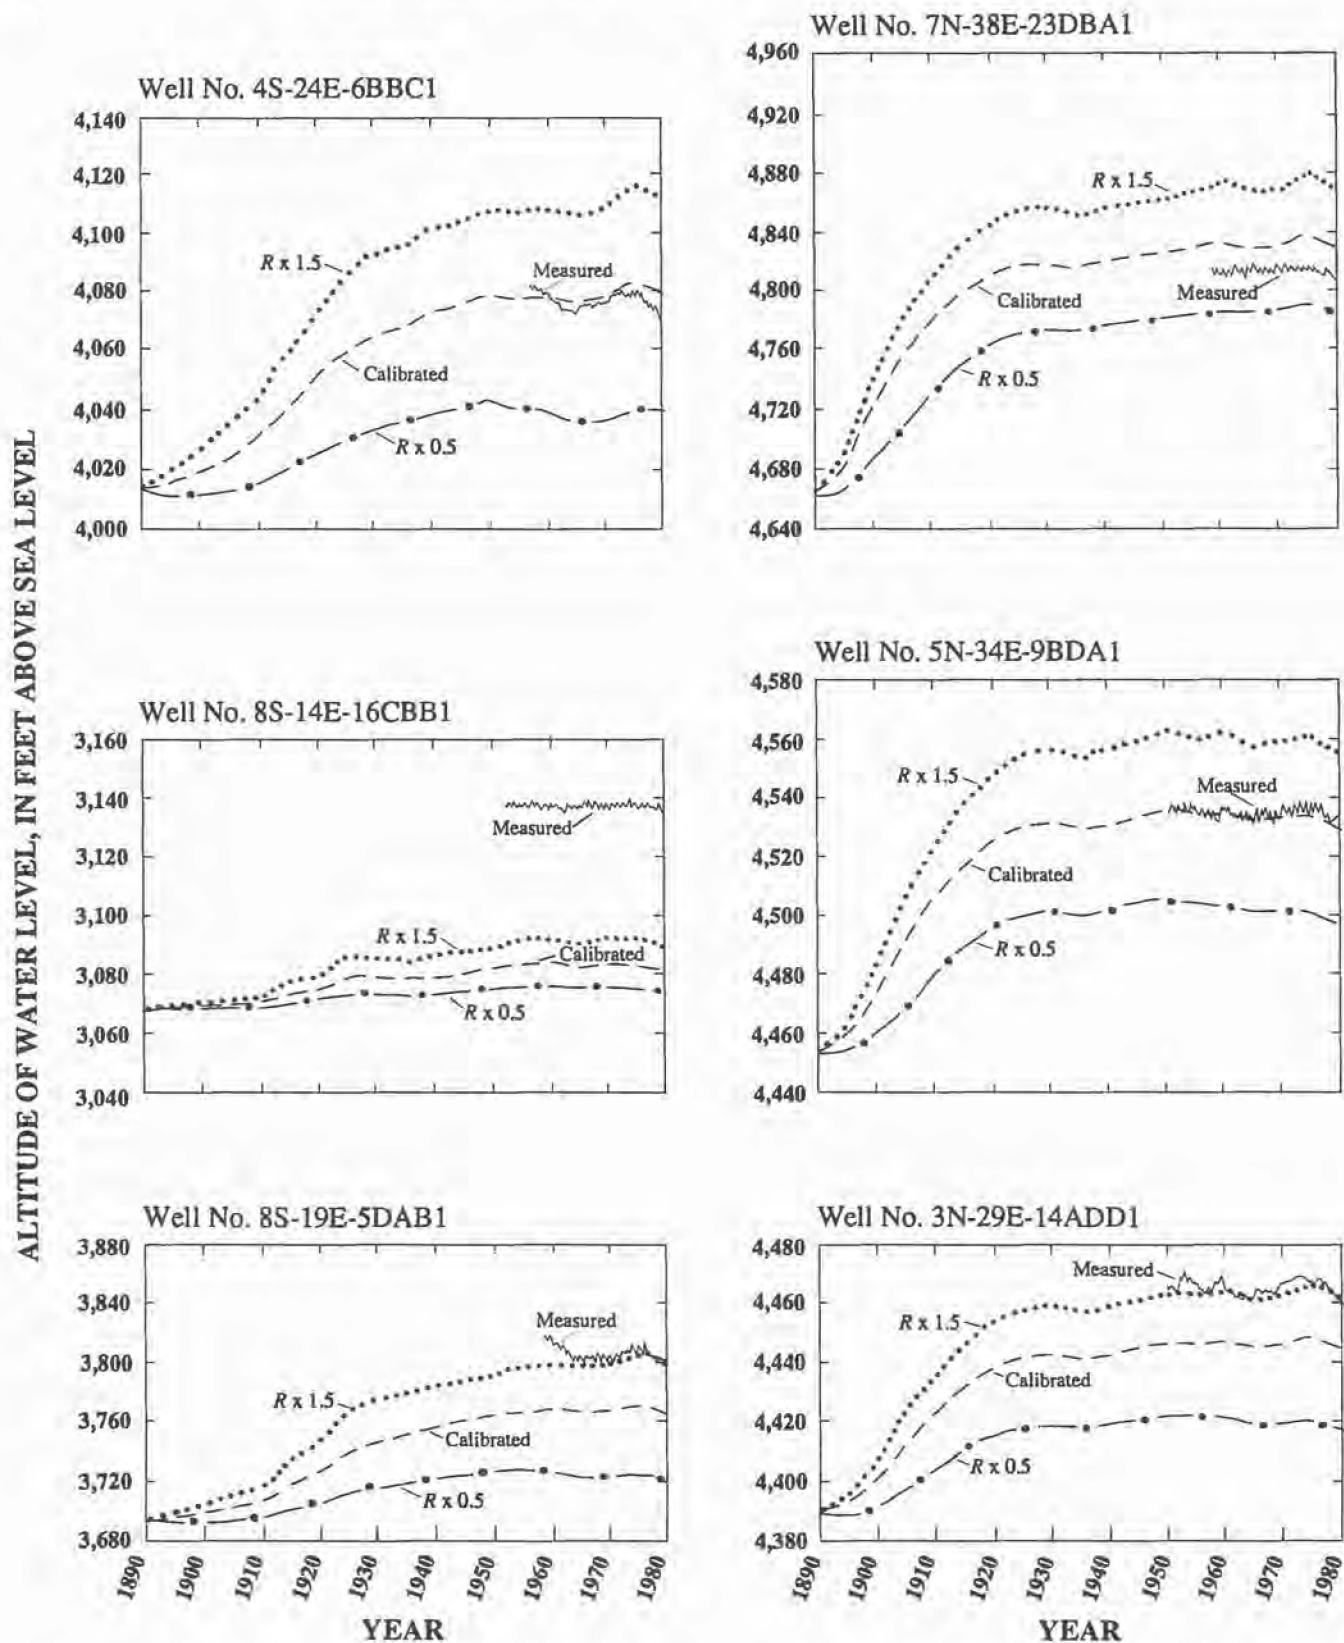 ALTITUDE OF WATER LEVEL, IN FEET ABOVE SEA LEVEL
Well No. 4S-24E-6BBC1
4,140
4,120
4,100
4,080
4,060
4,040
4,020
4,000
R x 1.5
Measured
Calibrated
R x 0.5
Well No. 7N-38E-23DBA1
4,960
4,920
4,880
4,840
4,800
4,760
4,720
4,680
4,640
R x 1.5
Calibrated
Measured
R x 0.5
Well No. 8S-14E-16CBB1
3,160
3,140
3,120
3,100
3,080
3,060
3,040
Measured
R x 1.5
Calibrated
R x 0.5
Well No. 5N-34E-9BDA1
4,580
4,560
4,540
4,520
4,500
4,480
4,460
4,440
R x 1.5
Measured
Calibrated
R x 0.5
Well No. 8S-19E-5DAB1
3,880
3,840
3,800
3,760
3,720
3,680
Measured
R x 1.5
Calibrated
R x 0.5
1890 1900 1910 1920 1930 1940 1950 1960 1970 1980
YEAR
Well No. 3N-29E-14ADD1
4,480
4,460
4,440
4,420
4,400
4,380
Measured
R x 1.5
Calibrated
R x 0.5
1890 1900 1910 1920 1930 1940 1950 1960 1970 1980
YEAR